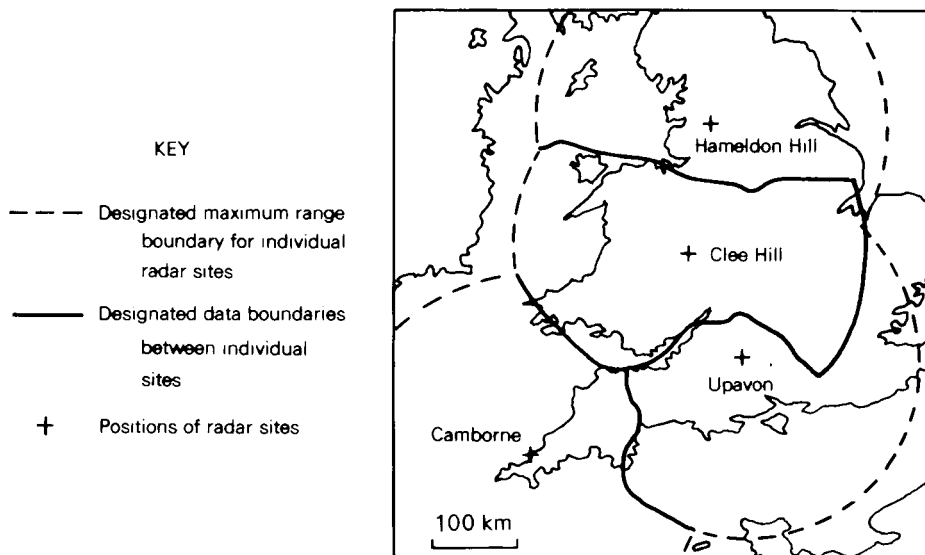 KEY
Designated maximum range
boundary for individual
radar sites
Designated data boundaries
between individual
sites
Positions of radar sites
Hameldon Hill
Clee Hill
Upavon
Camborne
100 km